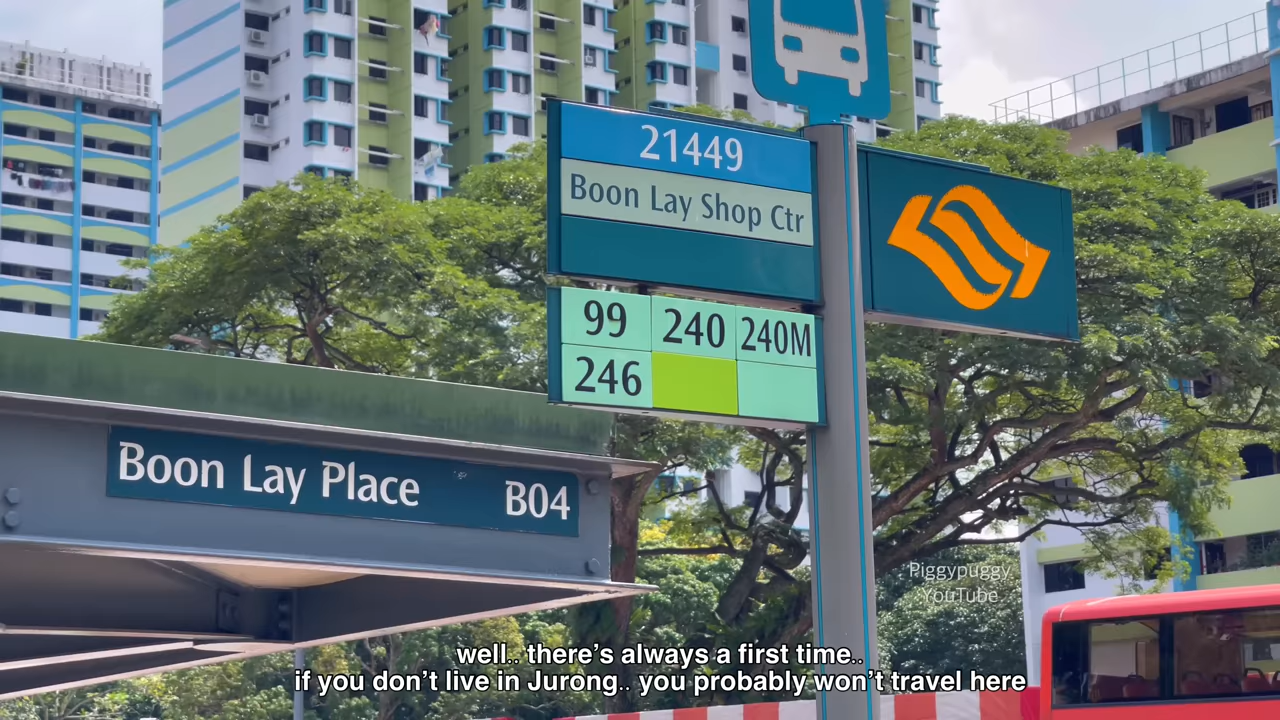 21449
Boon Lay Shop Ctr
99 240 240M
246
Boon Lay Place B04
Piggypuggy
YouTube
well.. there's always a first time..
if you don't live in Jurong.. you probably won't travel here